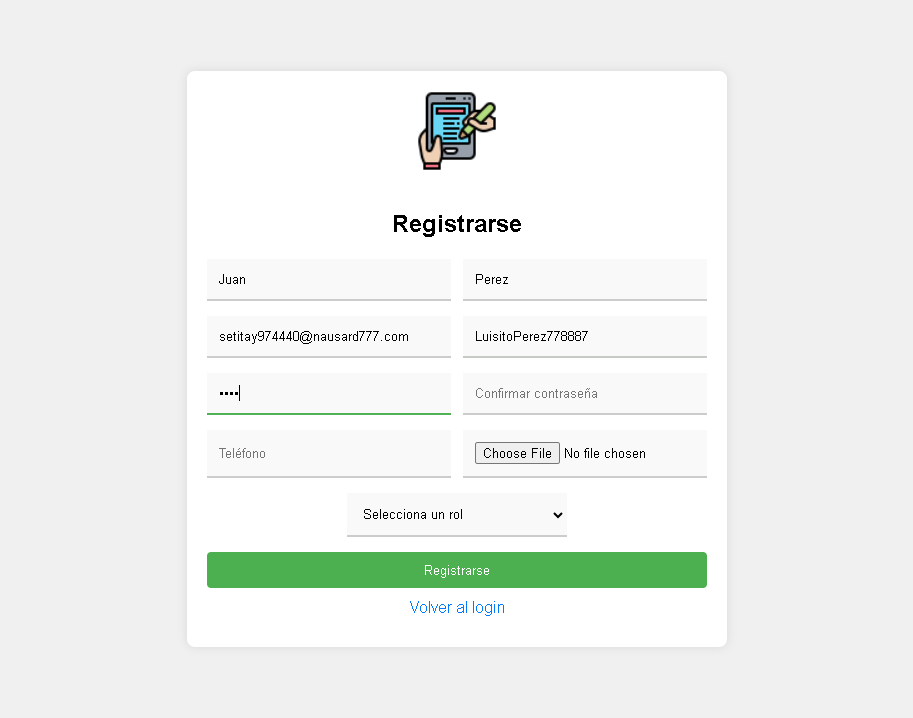 Registrarse
Juan Perez
setitay974440@nausard777.com LuisitoPerez778887
•••• Confirmar contraseña
Teléfono Choose File No file chosen
Selecciona un rol
Registrarse
Volver al login